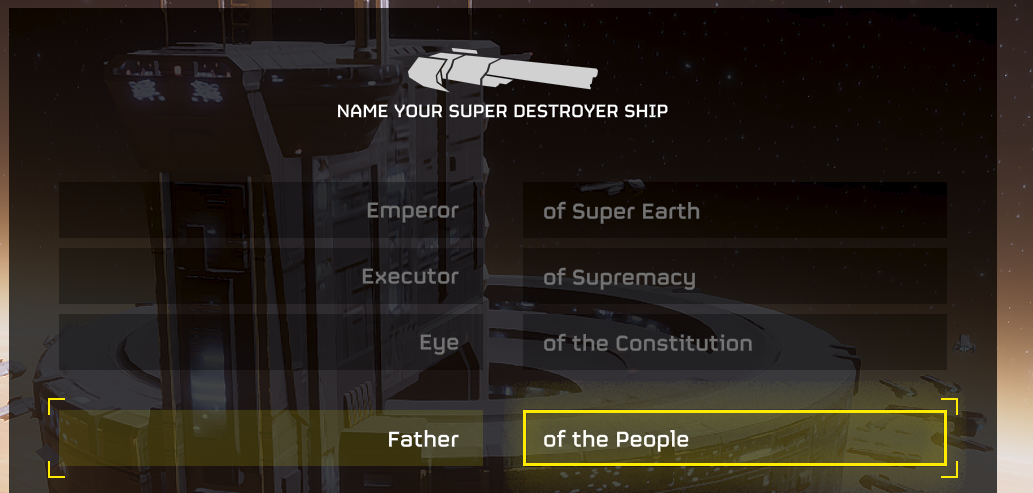 NAME YOUR SUPER DESTROYER SHIP
Emperor of Super Earth
Executor of Supremacy
Eye of the Constitution
Father of the People